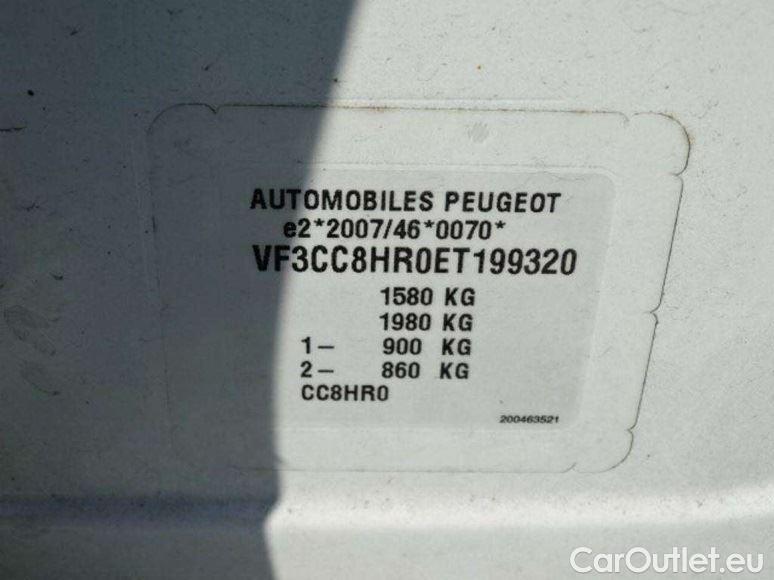 AUTOMOBILES PEUGEOT
e2*2007/46*0070*
VF3CC8HR0ET199320
1580 KG
1980 KG
1- 900 KG
2- 860 KG
CC8HR0
200463521
CarOutlet.eu